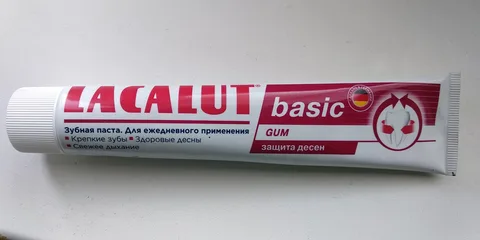 LACALUT
basic
GUM
защита десен
Зубная паста. Для ежедневного применения
• Крепкие зубы • Здоровые десны
• Свежее дыхание